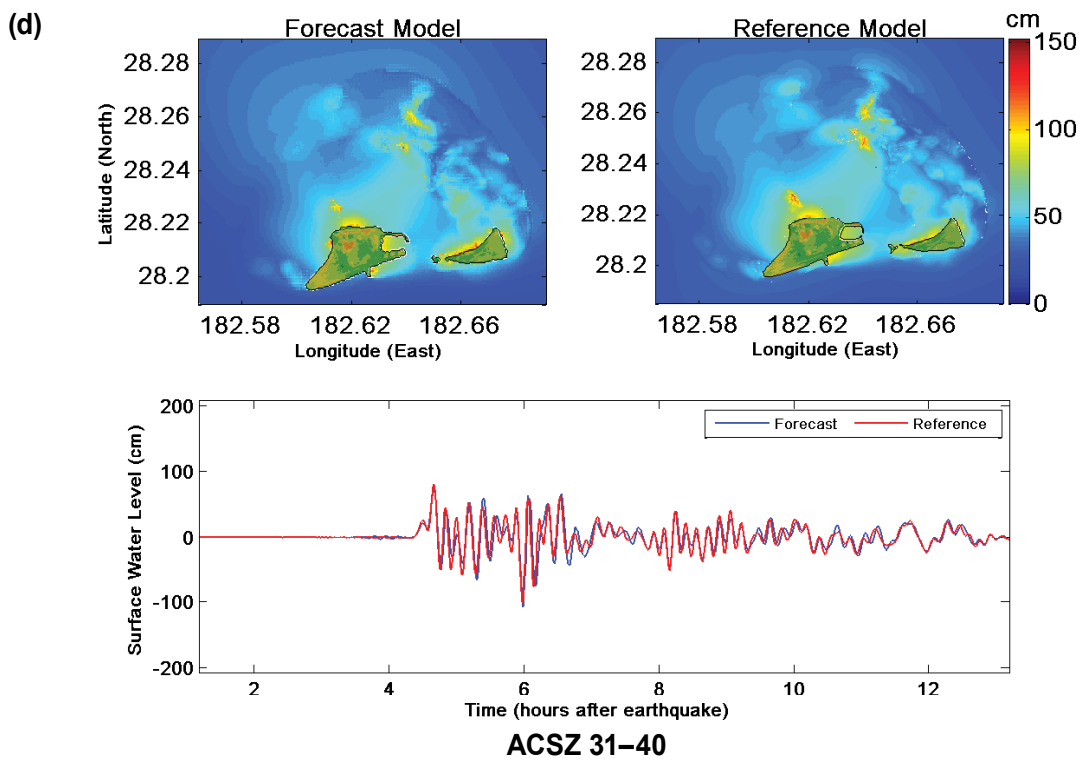 (d)
Forecast Model
Reference Model
cm
Latitude (North)
28.28
28.26
28.24
28.22
28.2
182.58
182.62
182.66
Longitude (East)
28.28
28.26
28.24
28.22
28.2
182.58
182.62
182.66
Longitude (East)
150
100
50
0
Surface Water Level (cm)
200
100
0
-100
-200
Forecast
Reference
2
4
6
8
10
12
Time (hours after earthquake)
ACSZ 31–40